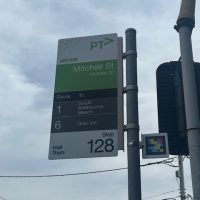 PT>
Mitchell St
Route To
1 South
Melbourne
Beach
6 Glen Iris
Hail
Tram
Stop
128